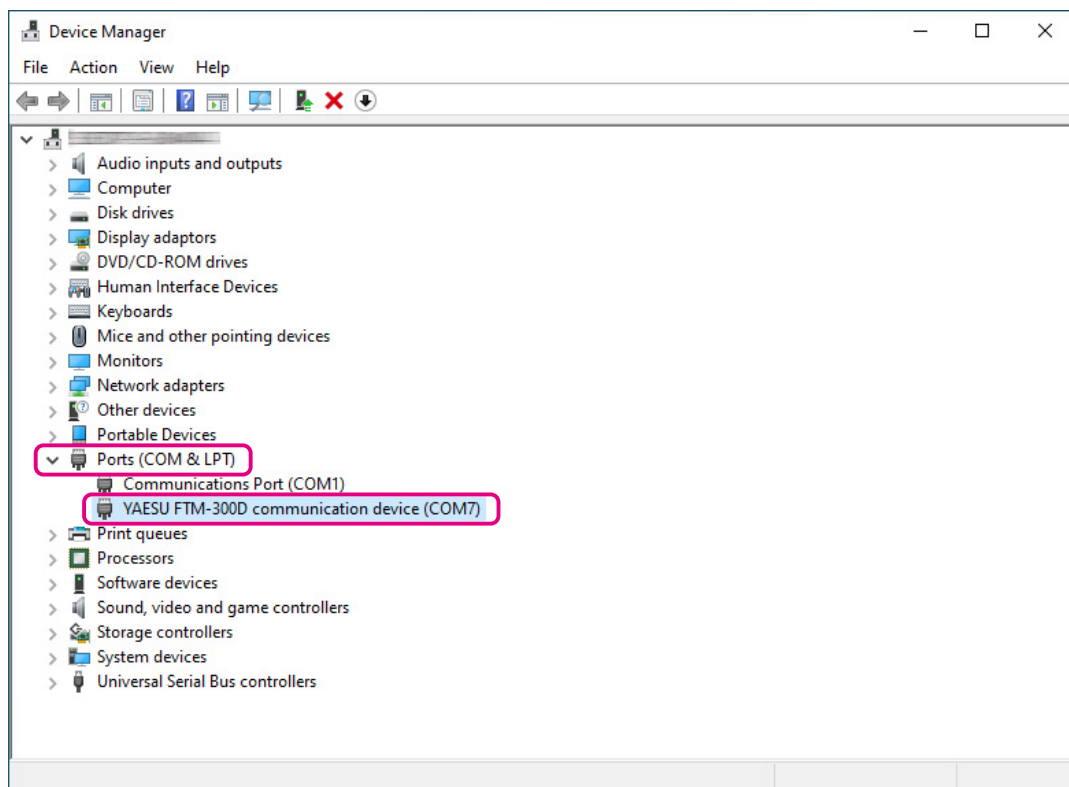 Device Manager
File Action View Help
Audio inputs and outputs
Computer
Disk drives
Display adaptors
DVD/CD-ROM drives
Human Interface Devices
Keyboards
Mice and other pointing devices
Monitors
Network adapters
Other devices
Portable Devices
Ports (COM & LPT)
Communications Port (COM1)
YAESU FTM-300D communication device (COM7)
Print queues
Processors
Software devices
Sound, video and game controllers
Storage controllers
System devices
Universal Serial Bus controllers